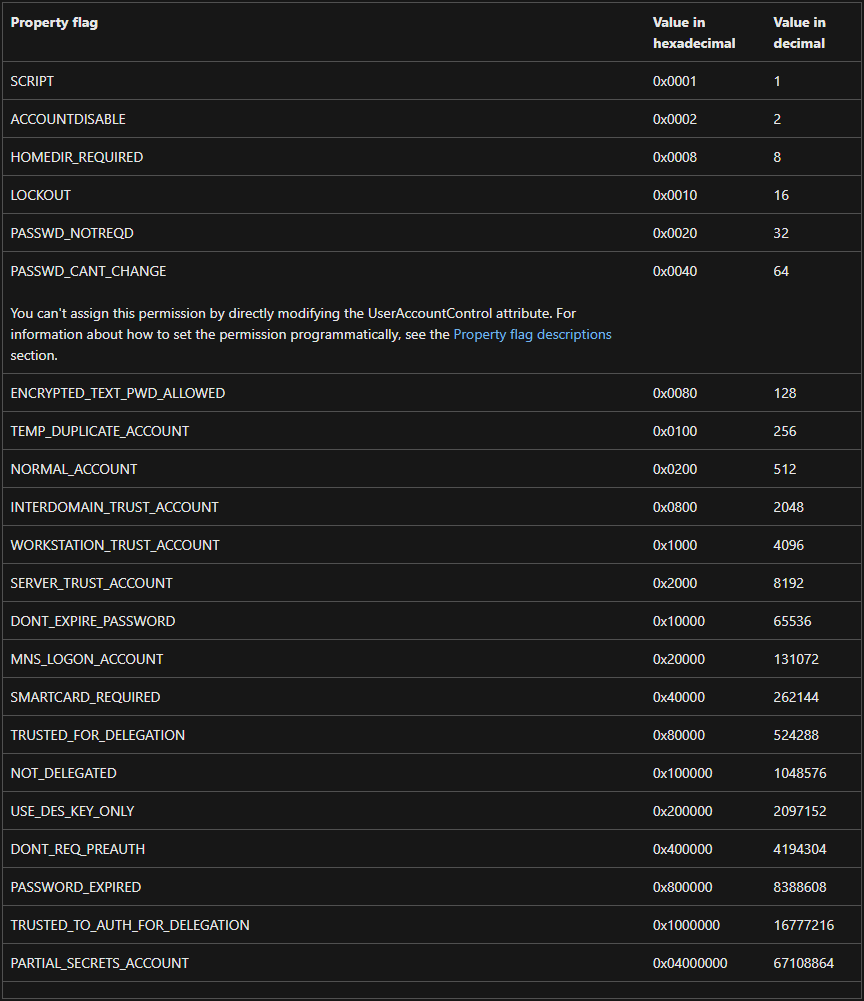 Property flag Value in hexadecimal Value in decimal
SCRIPT 0x0001 1
ACCOUNTDISABLE 0x0002 2
HOMEDIR_REQUIRED 0x0008 8
LOCKOUT 0x0010 16
PASSWD_NOTREQD 0x0020 32
PASSWD_CANT_CHANGE 0x0040 64
You can't assign this permission by directly modifying the UserAccountControl attribute. For
information about how to set the permission programmatically, see the Property flag descriptions
section.
ENCRYPTED_TEXT_PWD_ALLOWED 0x0080 128
TEMP_DUPLICATE_ACCOUNT 0x0100 256
NORMAL_ACCOUNT 0x0200 512
INTERDOMAIN_TRUST_ACCOUNT 0x0800 2048
WORKSTATION_TRUST_ACCOUNT 0x1000 4096
SERVER_TRUST_ACCOUNT 0x2000 8192
DONT_EXPIRE_PASSWORD 0x10000 65536
MNS_LOGON_ACCOUNT 0x20000 131072
SMARTCARD_REQUIRED 0x40000 262144
TRUSTED_FOR_DELEGATION 0x80000 524288
NOT_DELEGATED 0x100000 1048576
USE_DES_KEY_ONLY 0x200000 2097152
DONT_REQ_PREAUTH 0x400000 4194304
PASSWORD_EXPIRED 0x800000 8388608
TRUSTED_TO_AUTH_FOR_DELEGATION 0x1000000 16777216
PARTIAL_SECRETS_ACCOUNT 0x04000000 67108864